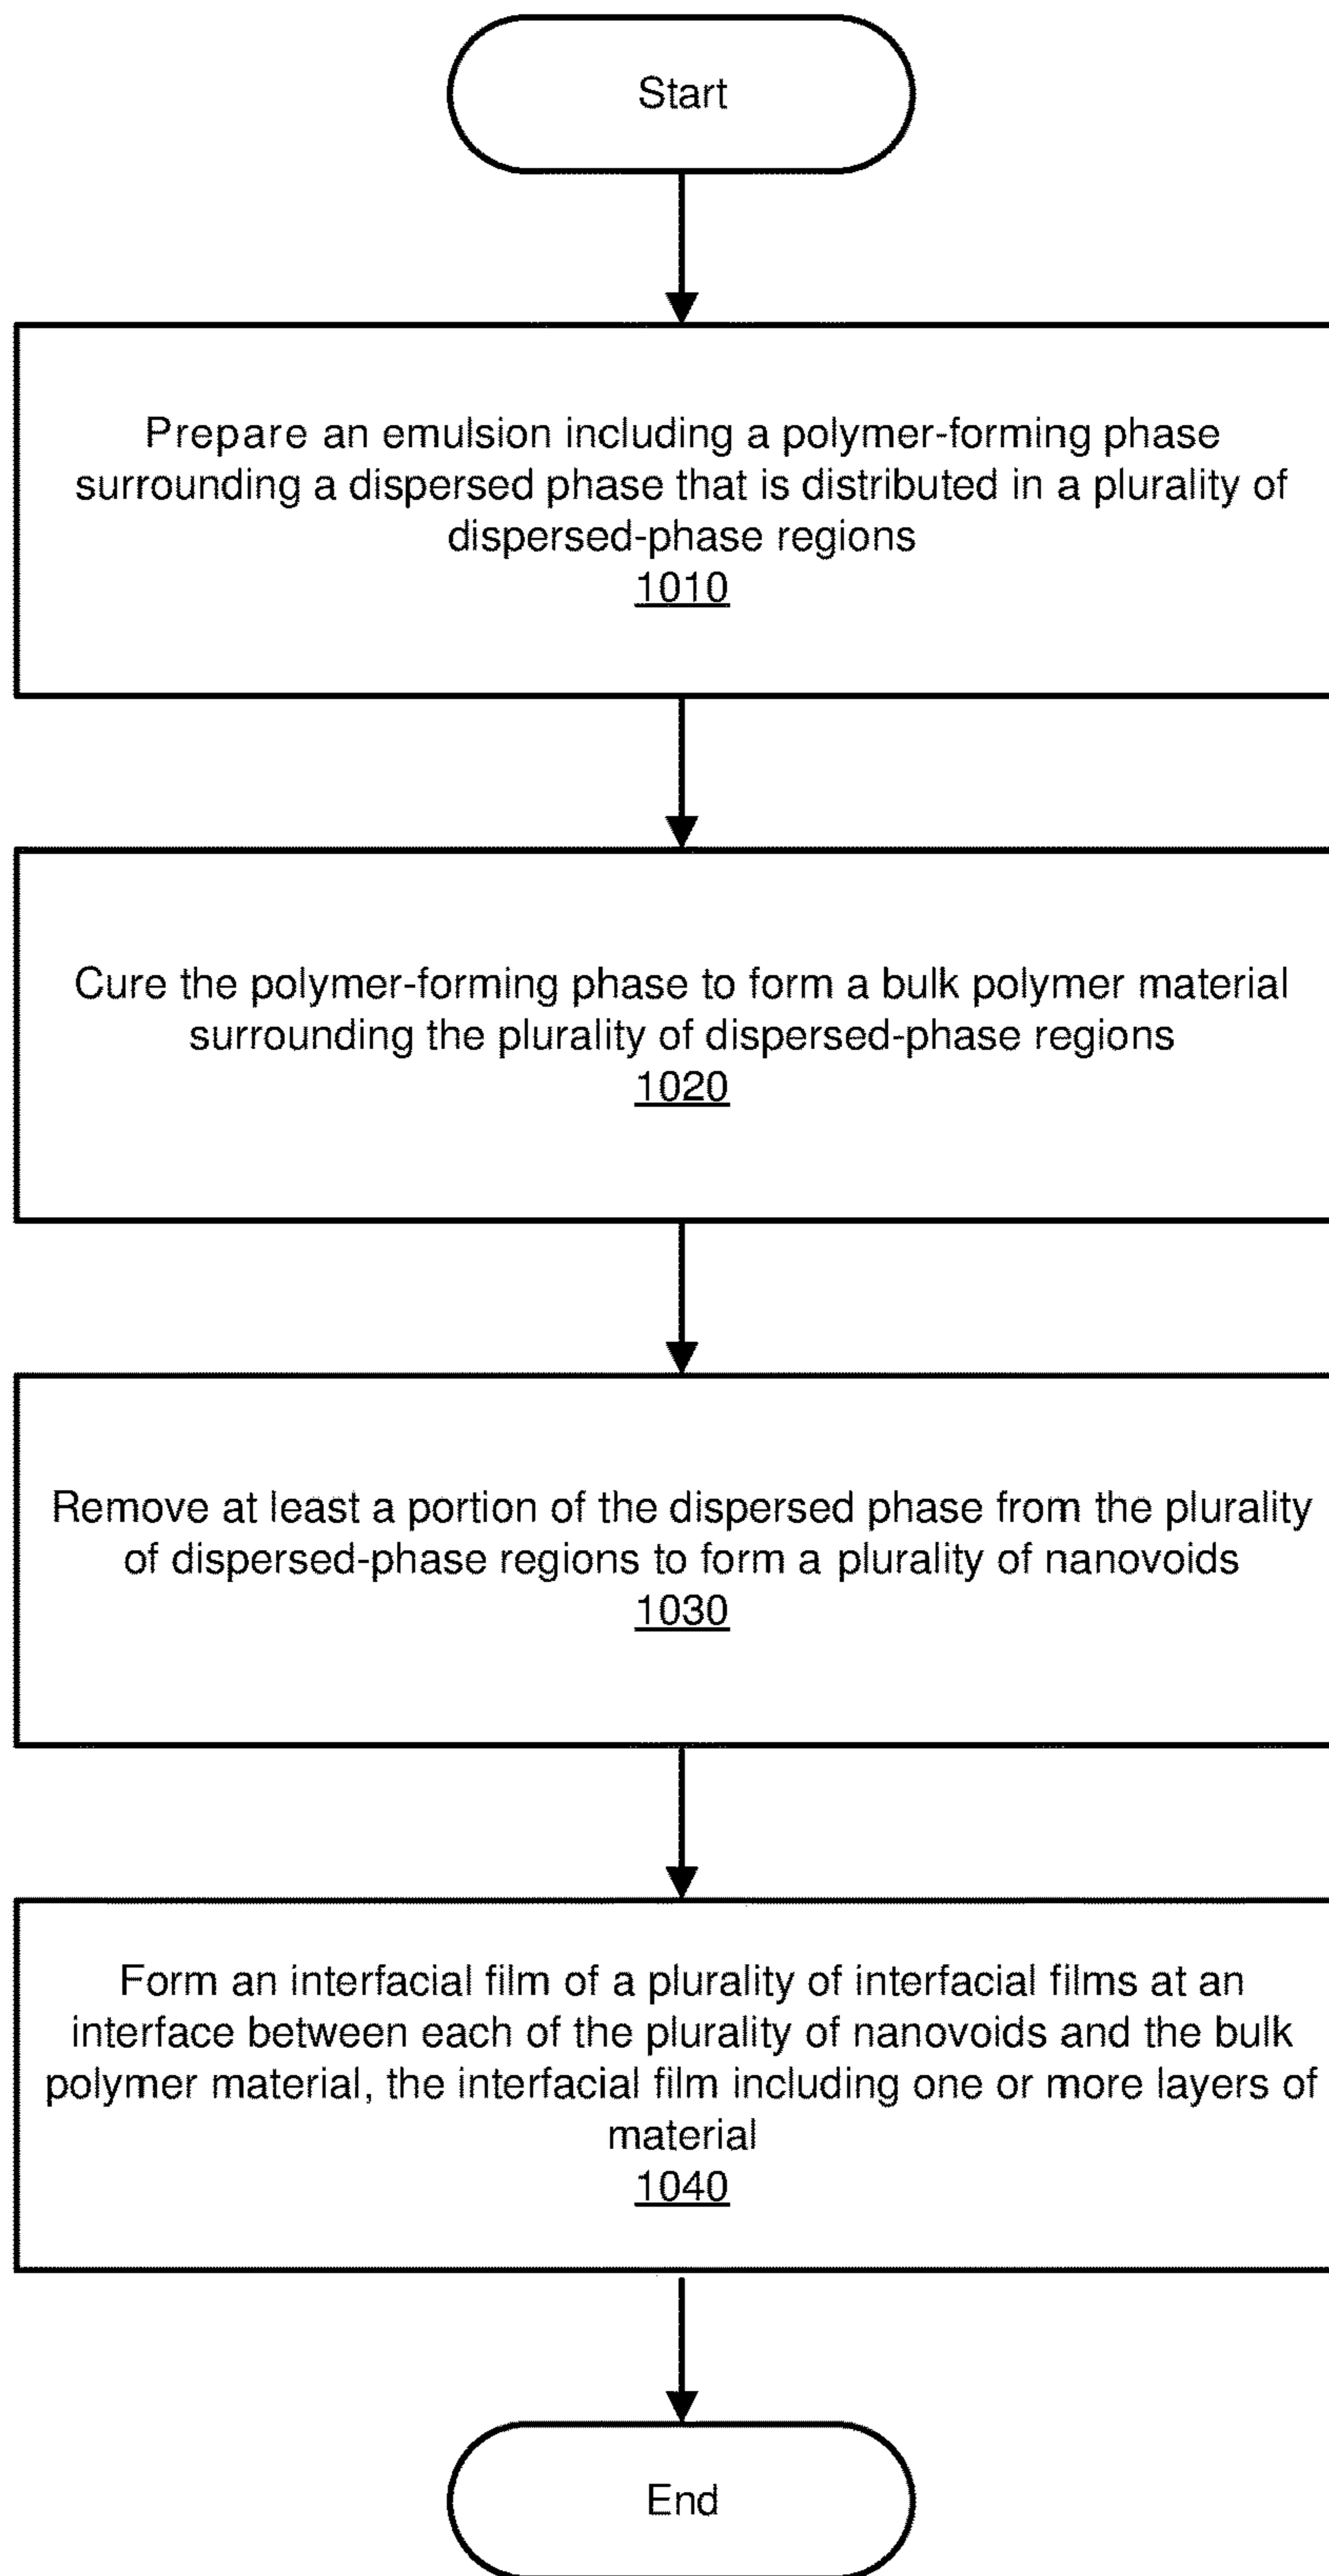 Start
Prepare an emulsion including a polymer-forming phase
surrounding a dispersed phase that is distributed in a plurality of
dispersed-phase regions
1010
Cure the polymer-forming phase to form a bulk polymer material
surrounding the plurality of dispersed-phase regions
1020
Remove at least a portion of the dispersed phase from the plurality
of dispersed-phase regions to form a plurality of nanovoids
1030
Form an interfacial film of a plurality of interfacial films at an
interface between each of the plurality of nanovoids and the bulk
polymer material, the interfacial film including one or more layers of
material
1040
End